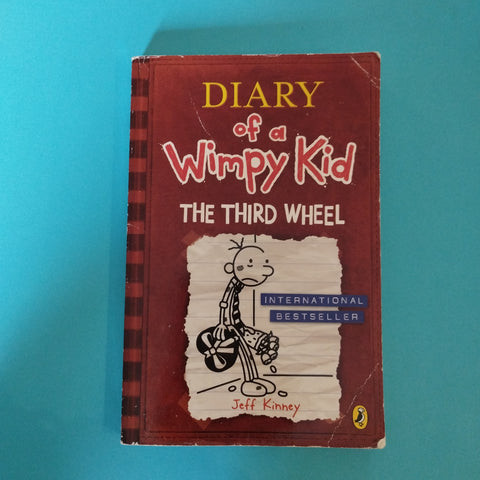 DIARY
of a
Wimpy Kid
THE THIRD WHEEL
INTERNATIONAL
BESTSELLER
Jeff Kinney